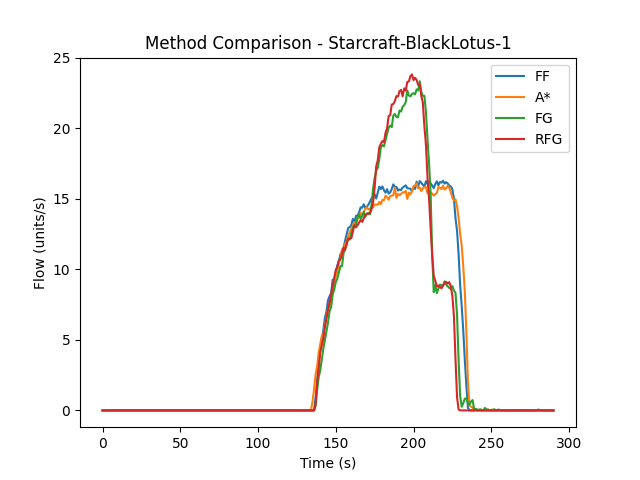 Method Comparison - Starcraft-BlackLotus-1
25
20
15
10
5
0
Flow (units/s)
FF
A*
FG
RFG
0 50 100 150 200 250 300
Time (s)